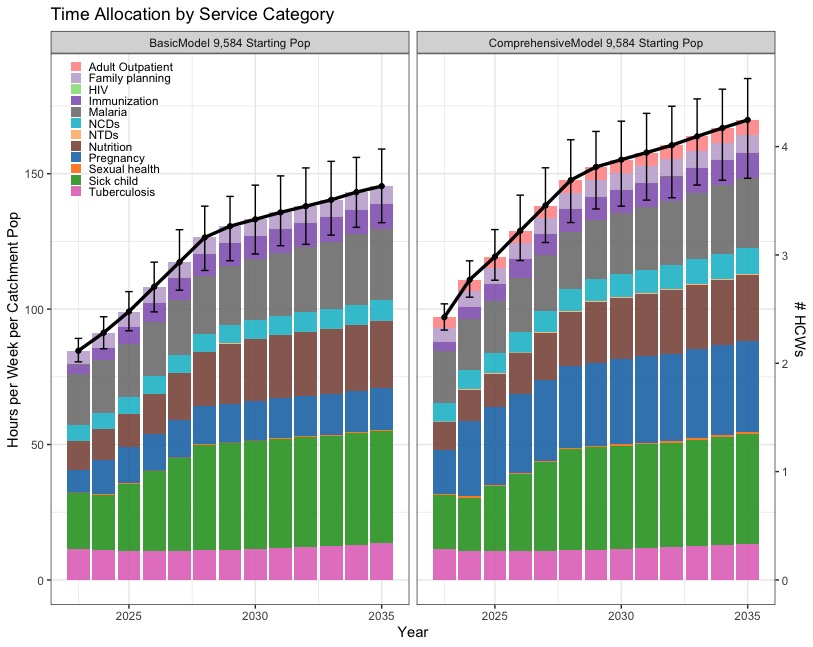 Time Allocation by Service Category
BasicModel 9,584 Starting Pop
ComprehensiveModel 9,584 Starting Pop
Adult Outpatient
Family planning
HIV
Immunization
Malaria
NCDs
NTDs
Nutrition
Pregnancy
Sexual health
Sick child
Tuberculosis
Hours per Week per Catchment Pop
150
100
50
0
# HCWs
4
3
2
1
0
2025
2030
2035
2025
2030
2035
Year